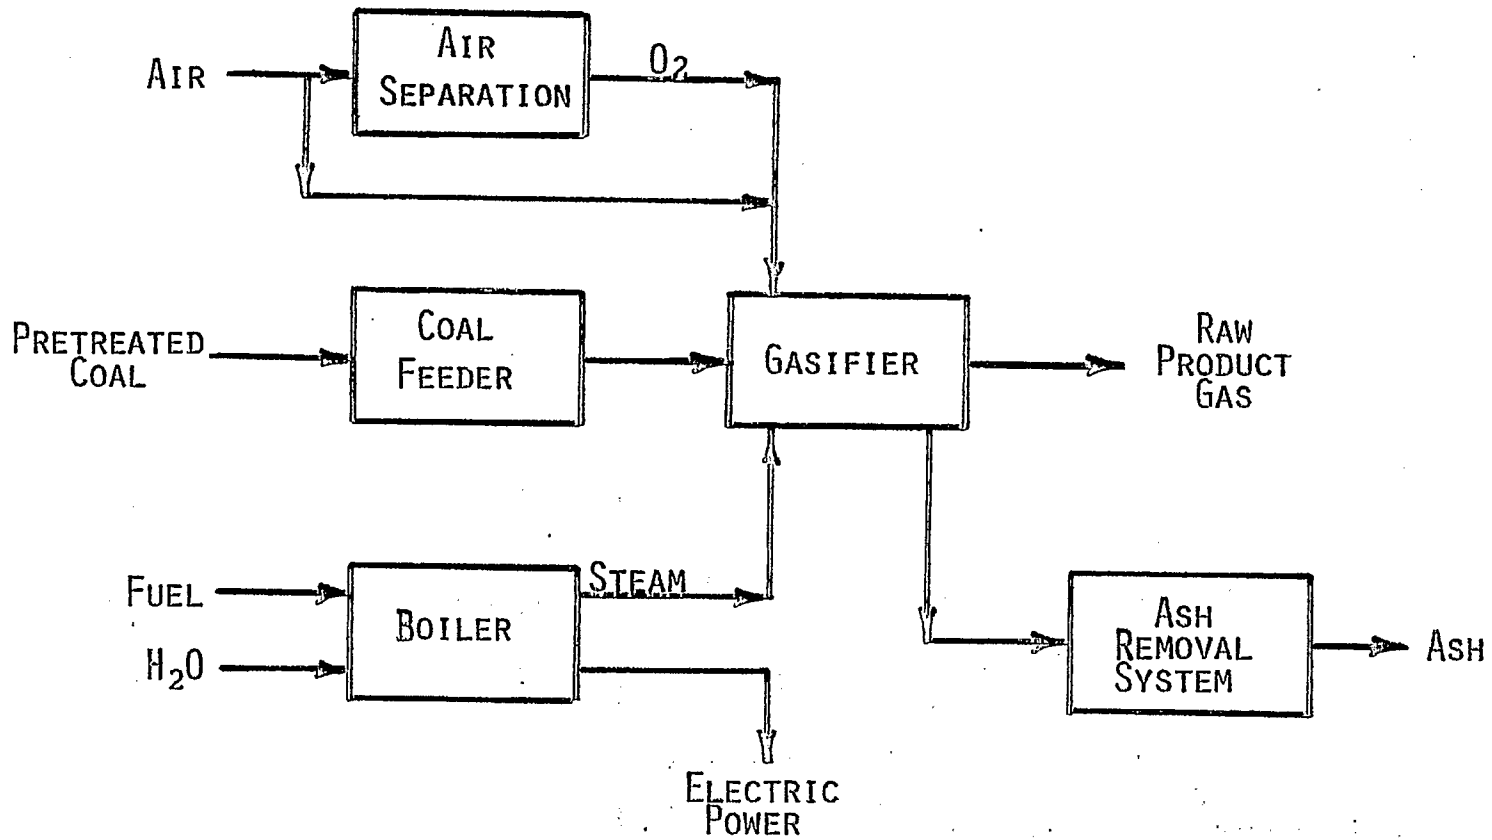 AIR
AIR
SEPARATION
O2
PRETREATED
COAL
COAL
FEEDER
GASIFIER
RAW
PRODUCT
GAS
FUEL
H2O
BOILER
STEAM
ELECTRIC
POWER
ASH
REMOVAL
SYSTEM
ASH